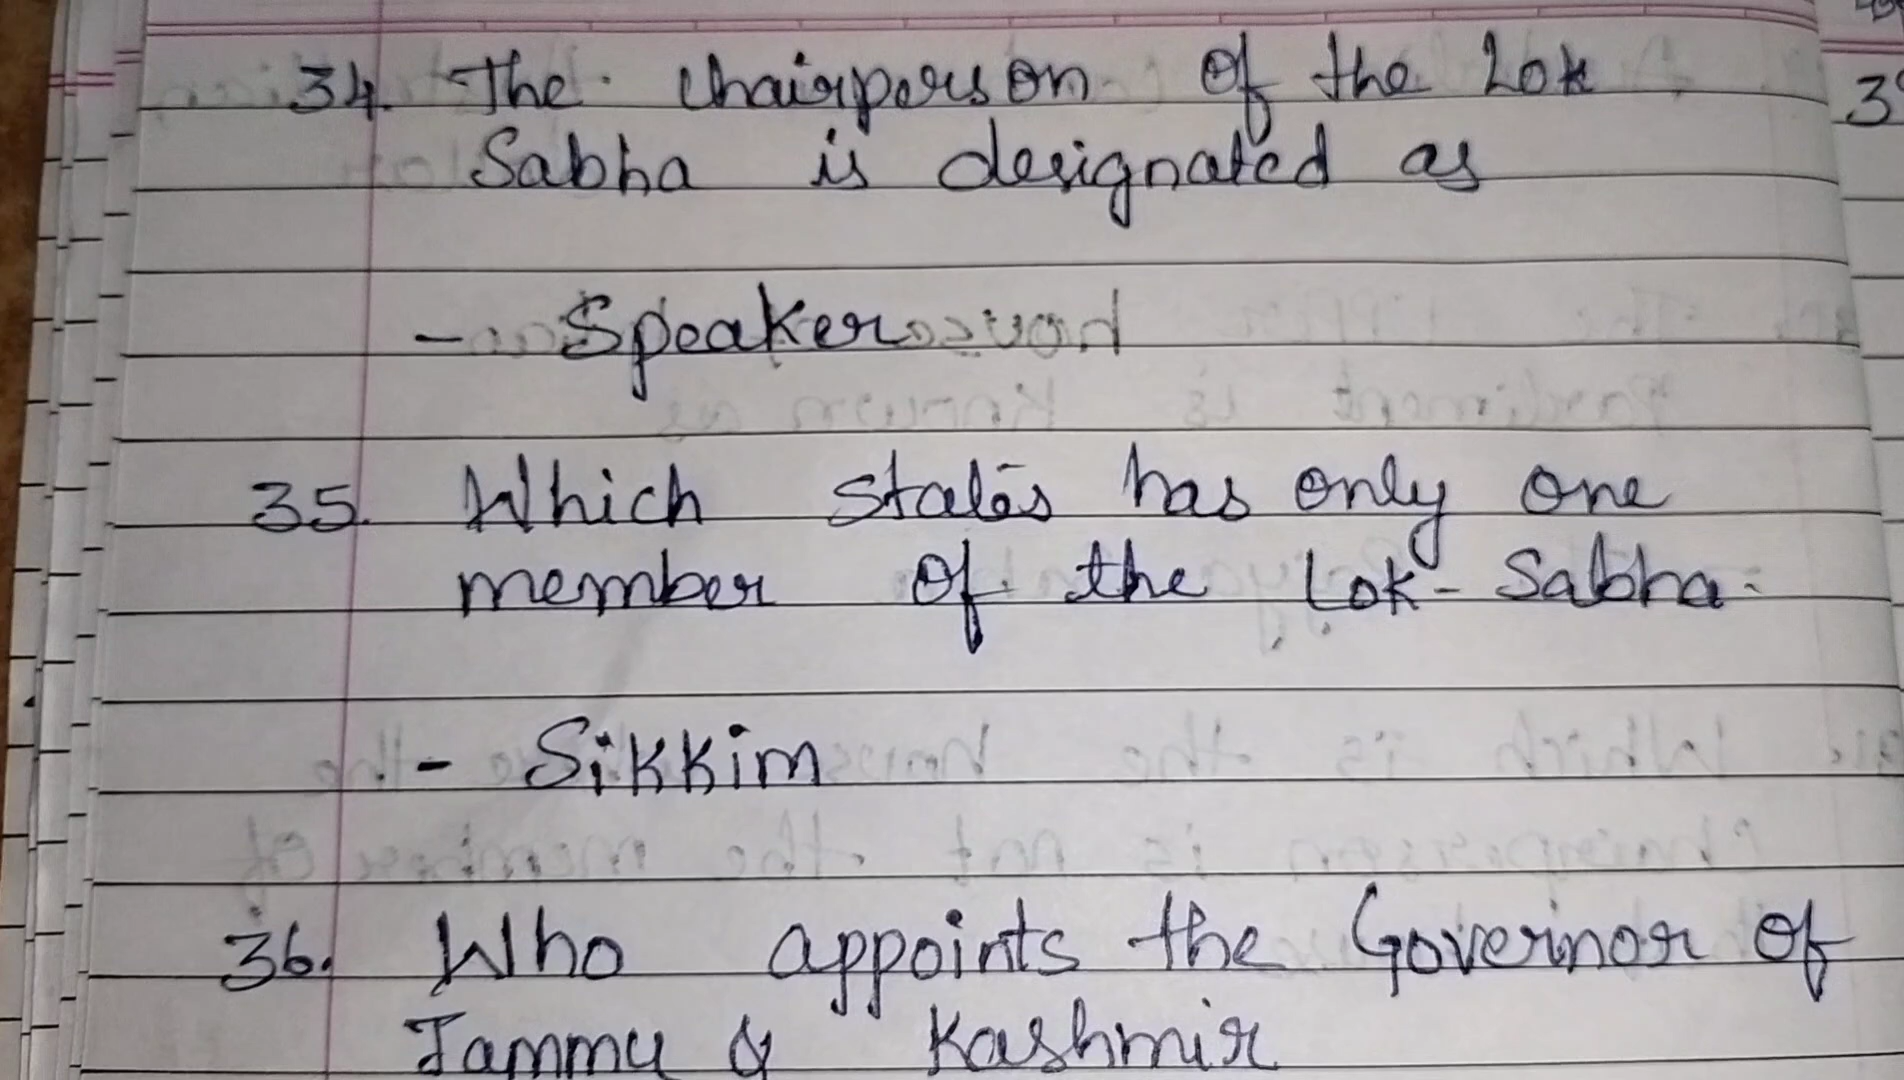 34. The chairperson of the Lok
Sabha is designated as
- Speaker
35. Which states has only one
member of the Lok-Sabha.
- Sikkim
36. Who appoints the Governor of
Jammu & Kashmir